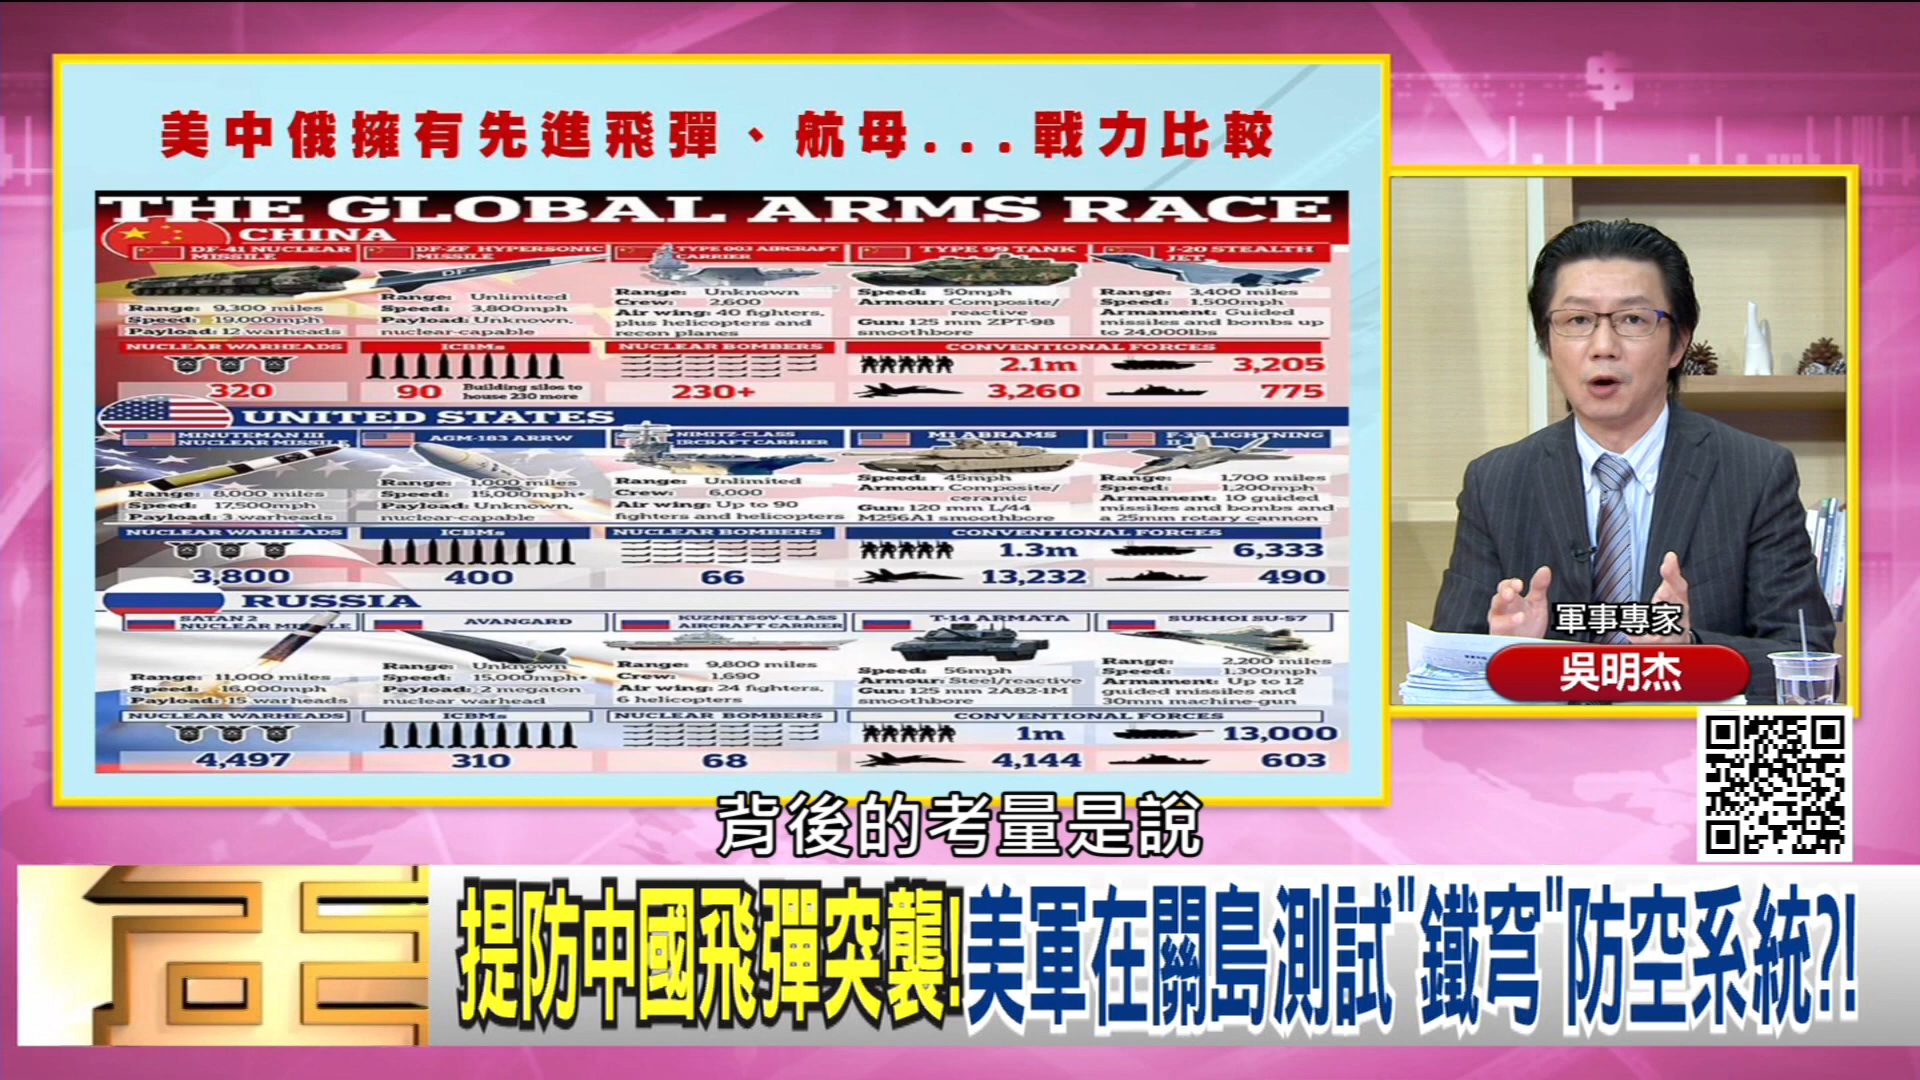 美中俄擁有先進飛彈、航母...戰力比較
THE GLOBAL ARMS RACE
CHINA
DF-41 NUCLEAR MISSILE
Range: 9,300 miles
Speed: 19,000mph
Payload: 12 warheads
DF-ZF HYPERSONIC MISSILE
DF-
Range: Unlimited
Speed: 3,800mph
Payload: Unknown, nuclear-capable
TYPE 003 AIRCRAFT CARRIER
Range: Unknown
Crew: 2,600
Air wing: 40 fighters, plus helicopters and recon planes
TYPE 99 TANK
Speed: 50mph
Armour: Composite/reactive
Gun: 125 mm ZPT-98 smoothbore
J-20 STEALTH JET
Range: 3,400 miles
Speed: 1,500mph
Armament: Guided missiles and bombs up to 24,000lbs
NUCLEAR WARHEADS
320
ICBMs
90 Building silos to house 230 more
NUCLEAR BOMBERS
230+
CONVENTIONAL FORCES
2.1m 3,205
3,260 775
UNITED STATES
MINUTEMAN III NUCLEAR MISSILE
Range: 8,000 miles
Speed: 17,500mph
Payload: 3 warheads
AGM-183 ARRW
Range: 1,000 miles
Speed: 15,000mph+
Payload: Unknown, nuclear-capable
NIMITZ-CLASS AIRCRAFT CARRIER
Range: Unlimited
Crew: 6,000
Air wing: Up to 90 fighters and helicopters
M1 ABRAMS
Speed: 45mph
Armour: Composite/ceramic
Gun: 120 mm L/44 M256A1 smoothbore
F-35 LIGHTNING II
Range: 1,700 miles
Speed: 1,200mph
Armament: 10 guided missiles and bombs and a 25mm rotary cannon
NUCLEAR WARHEADS
3,800
ICBMs
400
NUCLEAR BOMBERS
66
CONVENTIONAL FORCES
1.3m 6,333
13,232 490
RUSSIA
SATAN 2 NUCLEAR MISSILE
Range: 11,000 miles
Speed: 16,000mph
Payload: 15 warheads
AVANGARD
Range: Unknown
Speed: 15,000mph+
Payload: 2 megaton nuclear warhead
KUZNETSOV-CLASS AIRCRAFT CARRIER
Range: 9,800 miles
Crew: 1,690
Air wing: 24 fighters, 6 helicopters
T-14 ARMATA
Speed: 56mph
Armour: Steel/reactive
Gun: 125 mm 2A82-1M smoothbore
SUKHOI SU-57
Range: 2,200 miles
Speed: 1,300mph
Armament: Up to 12 guided missiles and 30mm machine-gun
NUCLEAR WARHEADS
4,497
ICBMs
310
NUCLEAR BOMBERS
68
CONVENTIONAL FORCES
1m 13,000
4,144 603
軍事專家
吳明杰
背後的考量是說
提防中國飛彈突襲!美軍在關島測試"鐵穹"防空系統?!